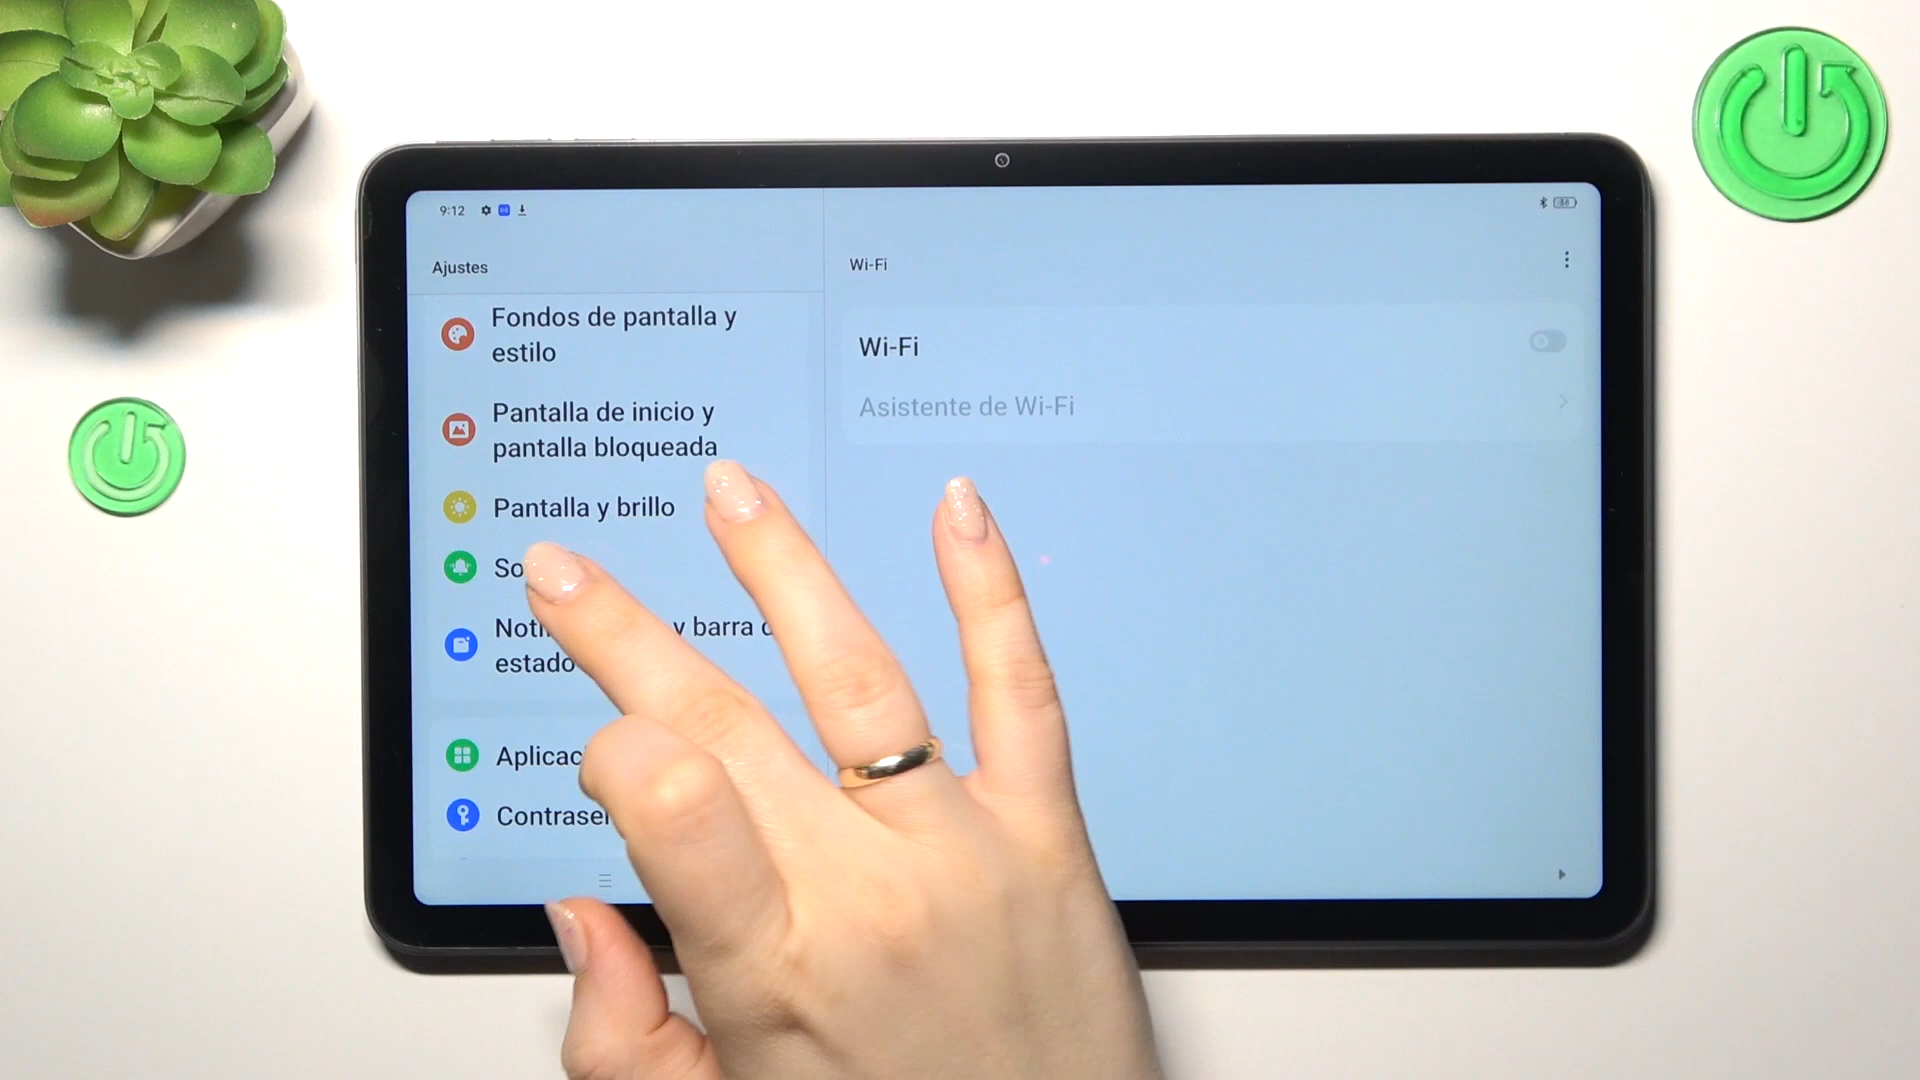 9:12
Ajustes
Fondos de pantalla y
estilo
Pantalla de inicio y
pantalla bloqueada
Pantalla y brillo
So
Noti y barra
estado
Aplicac
Contrase
Wi-Fi
Wi-Fi
Asistente de Wi-Fi